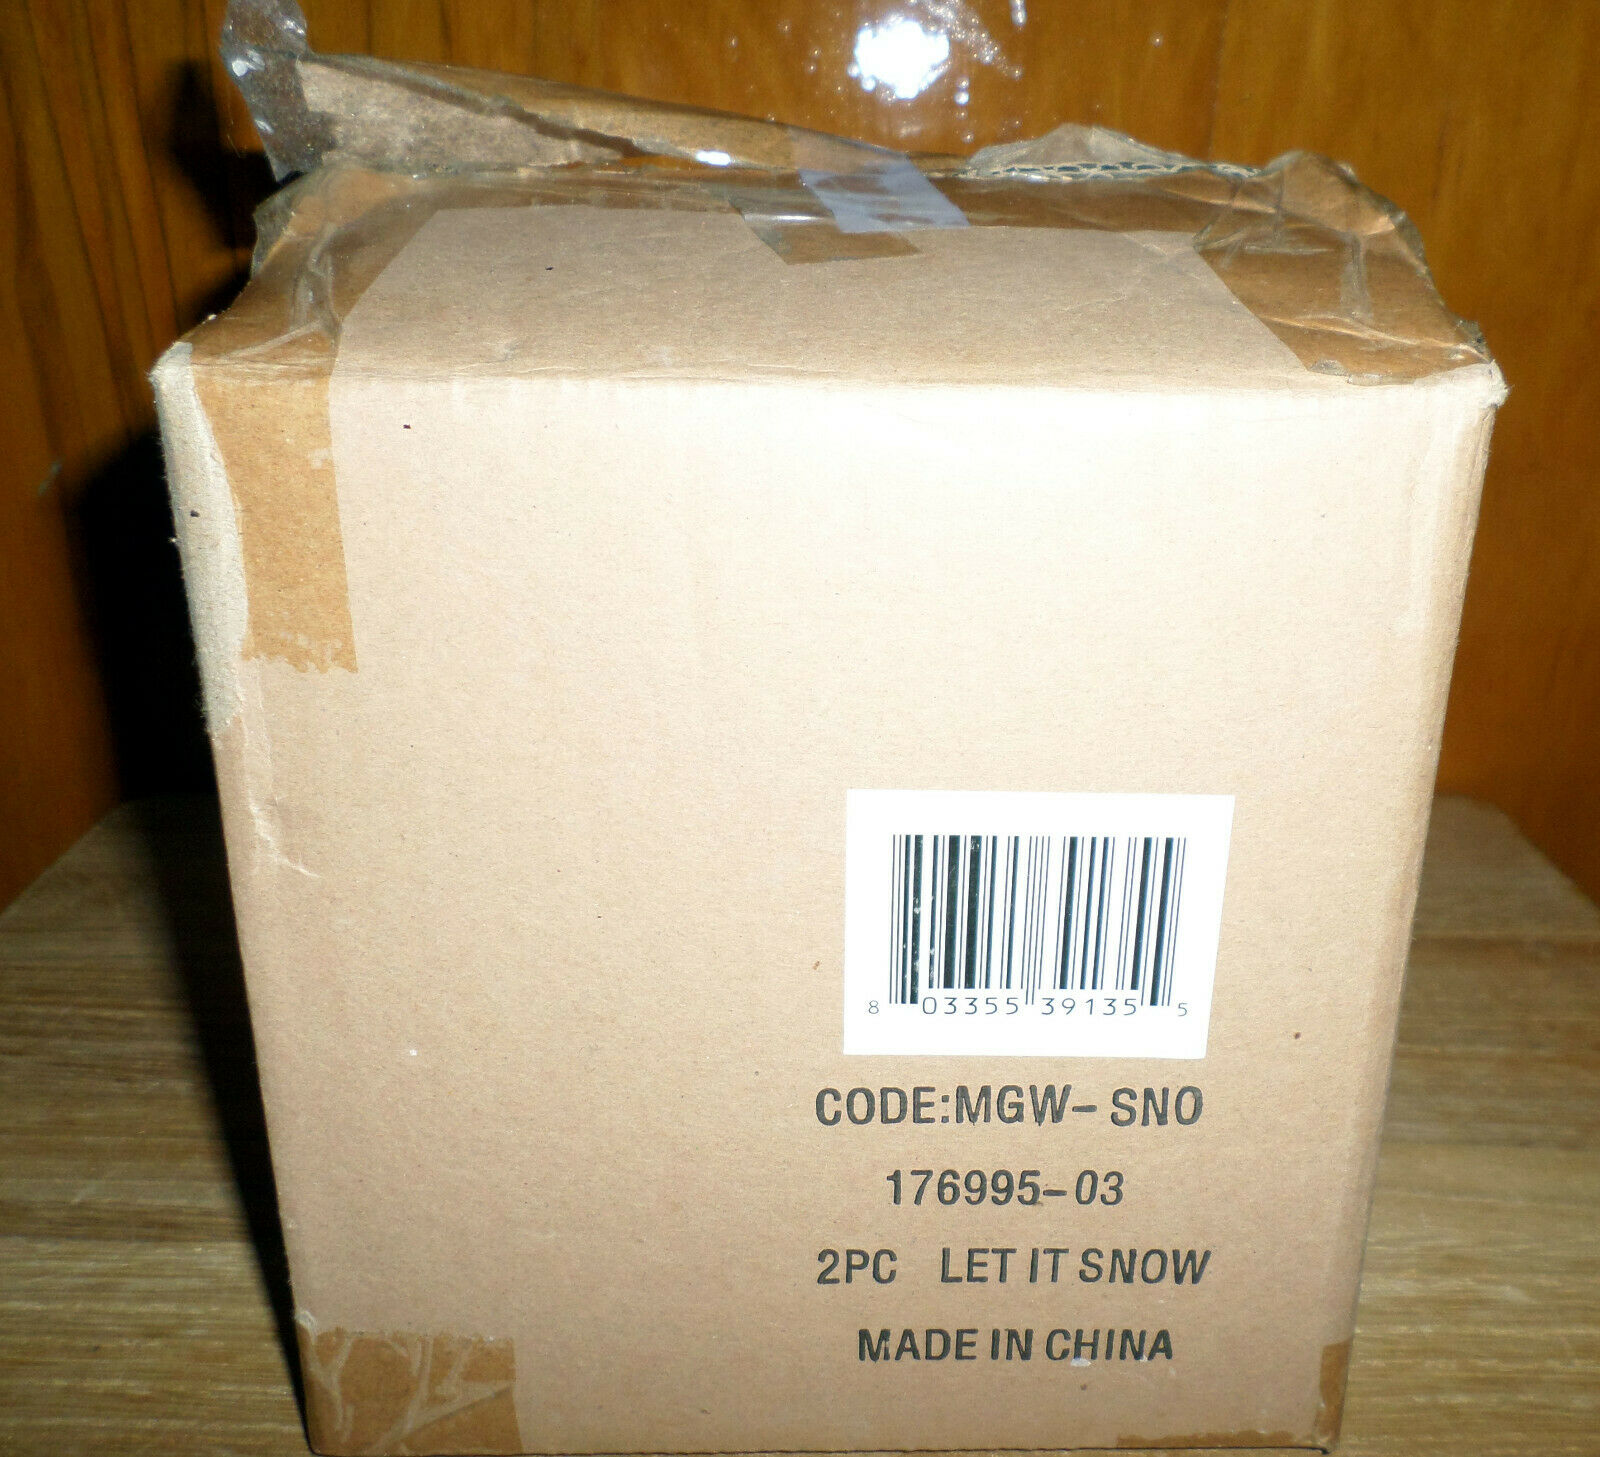 8 03355 39135 5
CODE:MGW-SNO
176995-03
2PC LET IT SNOW
MADE IN CHINA